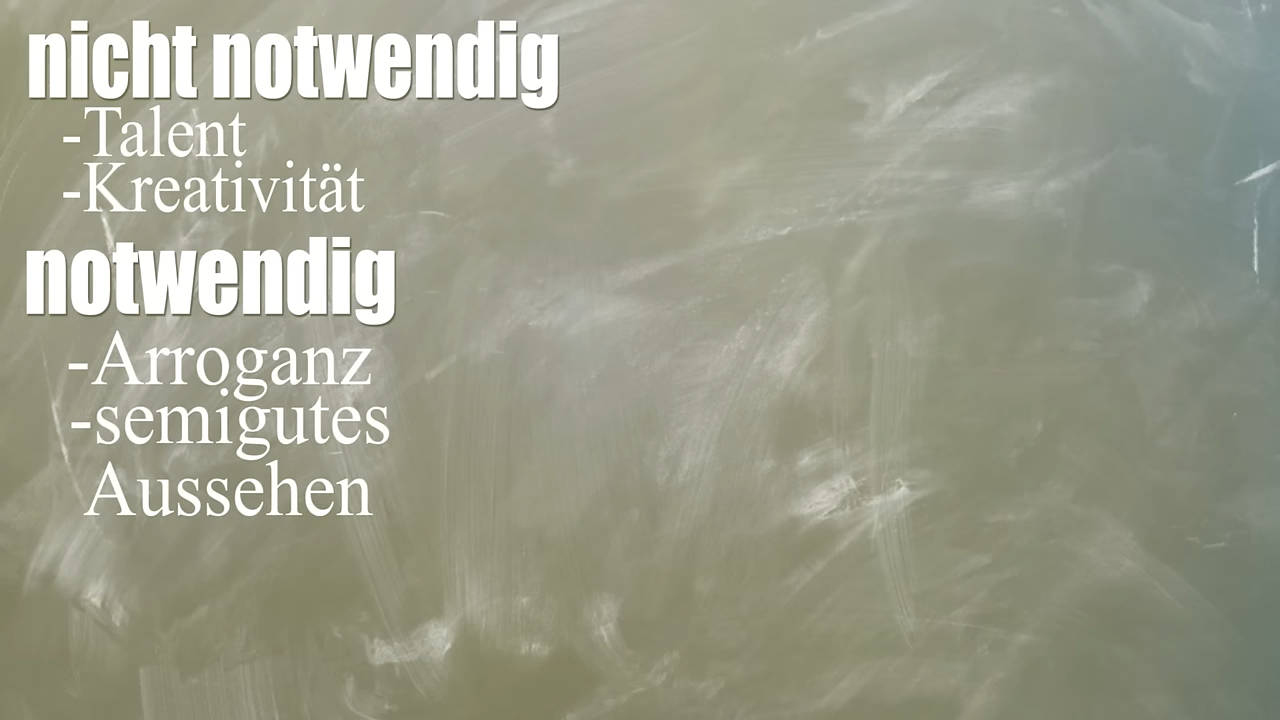 nicht notwendig
-Talent
-Kreativität
notwendig
-Arroganz
-semigutes
Aussehen